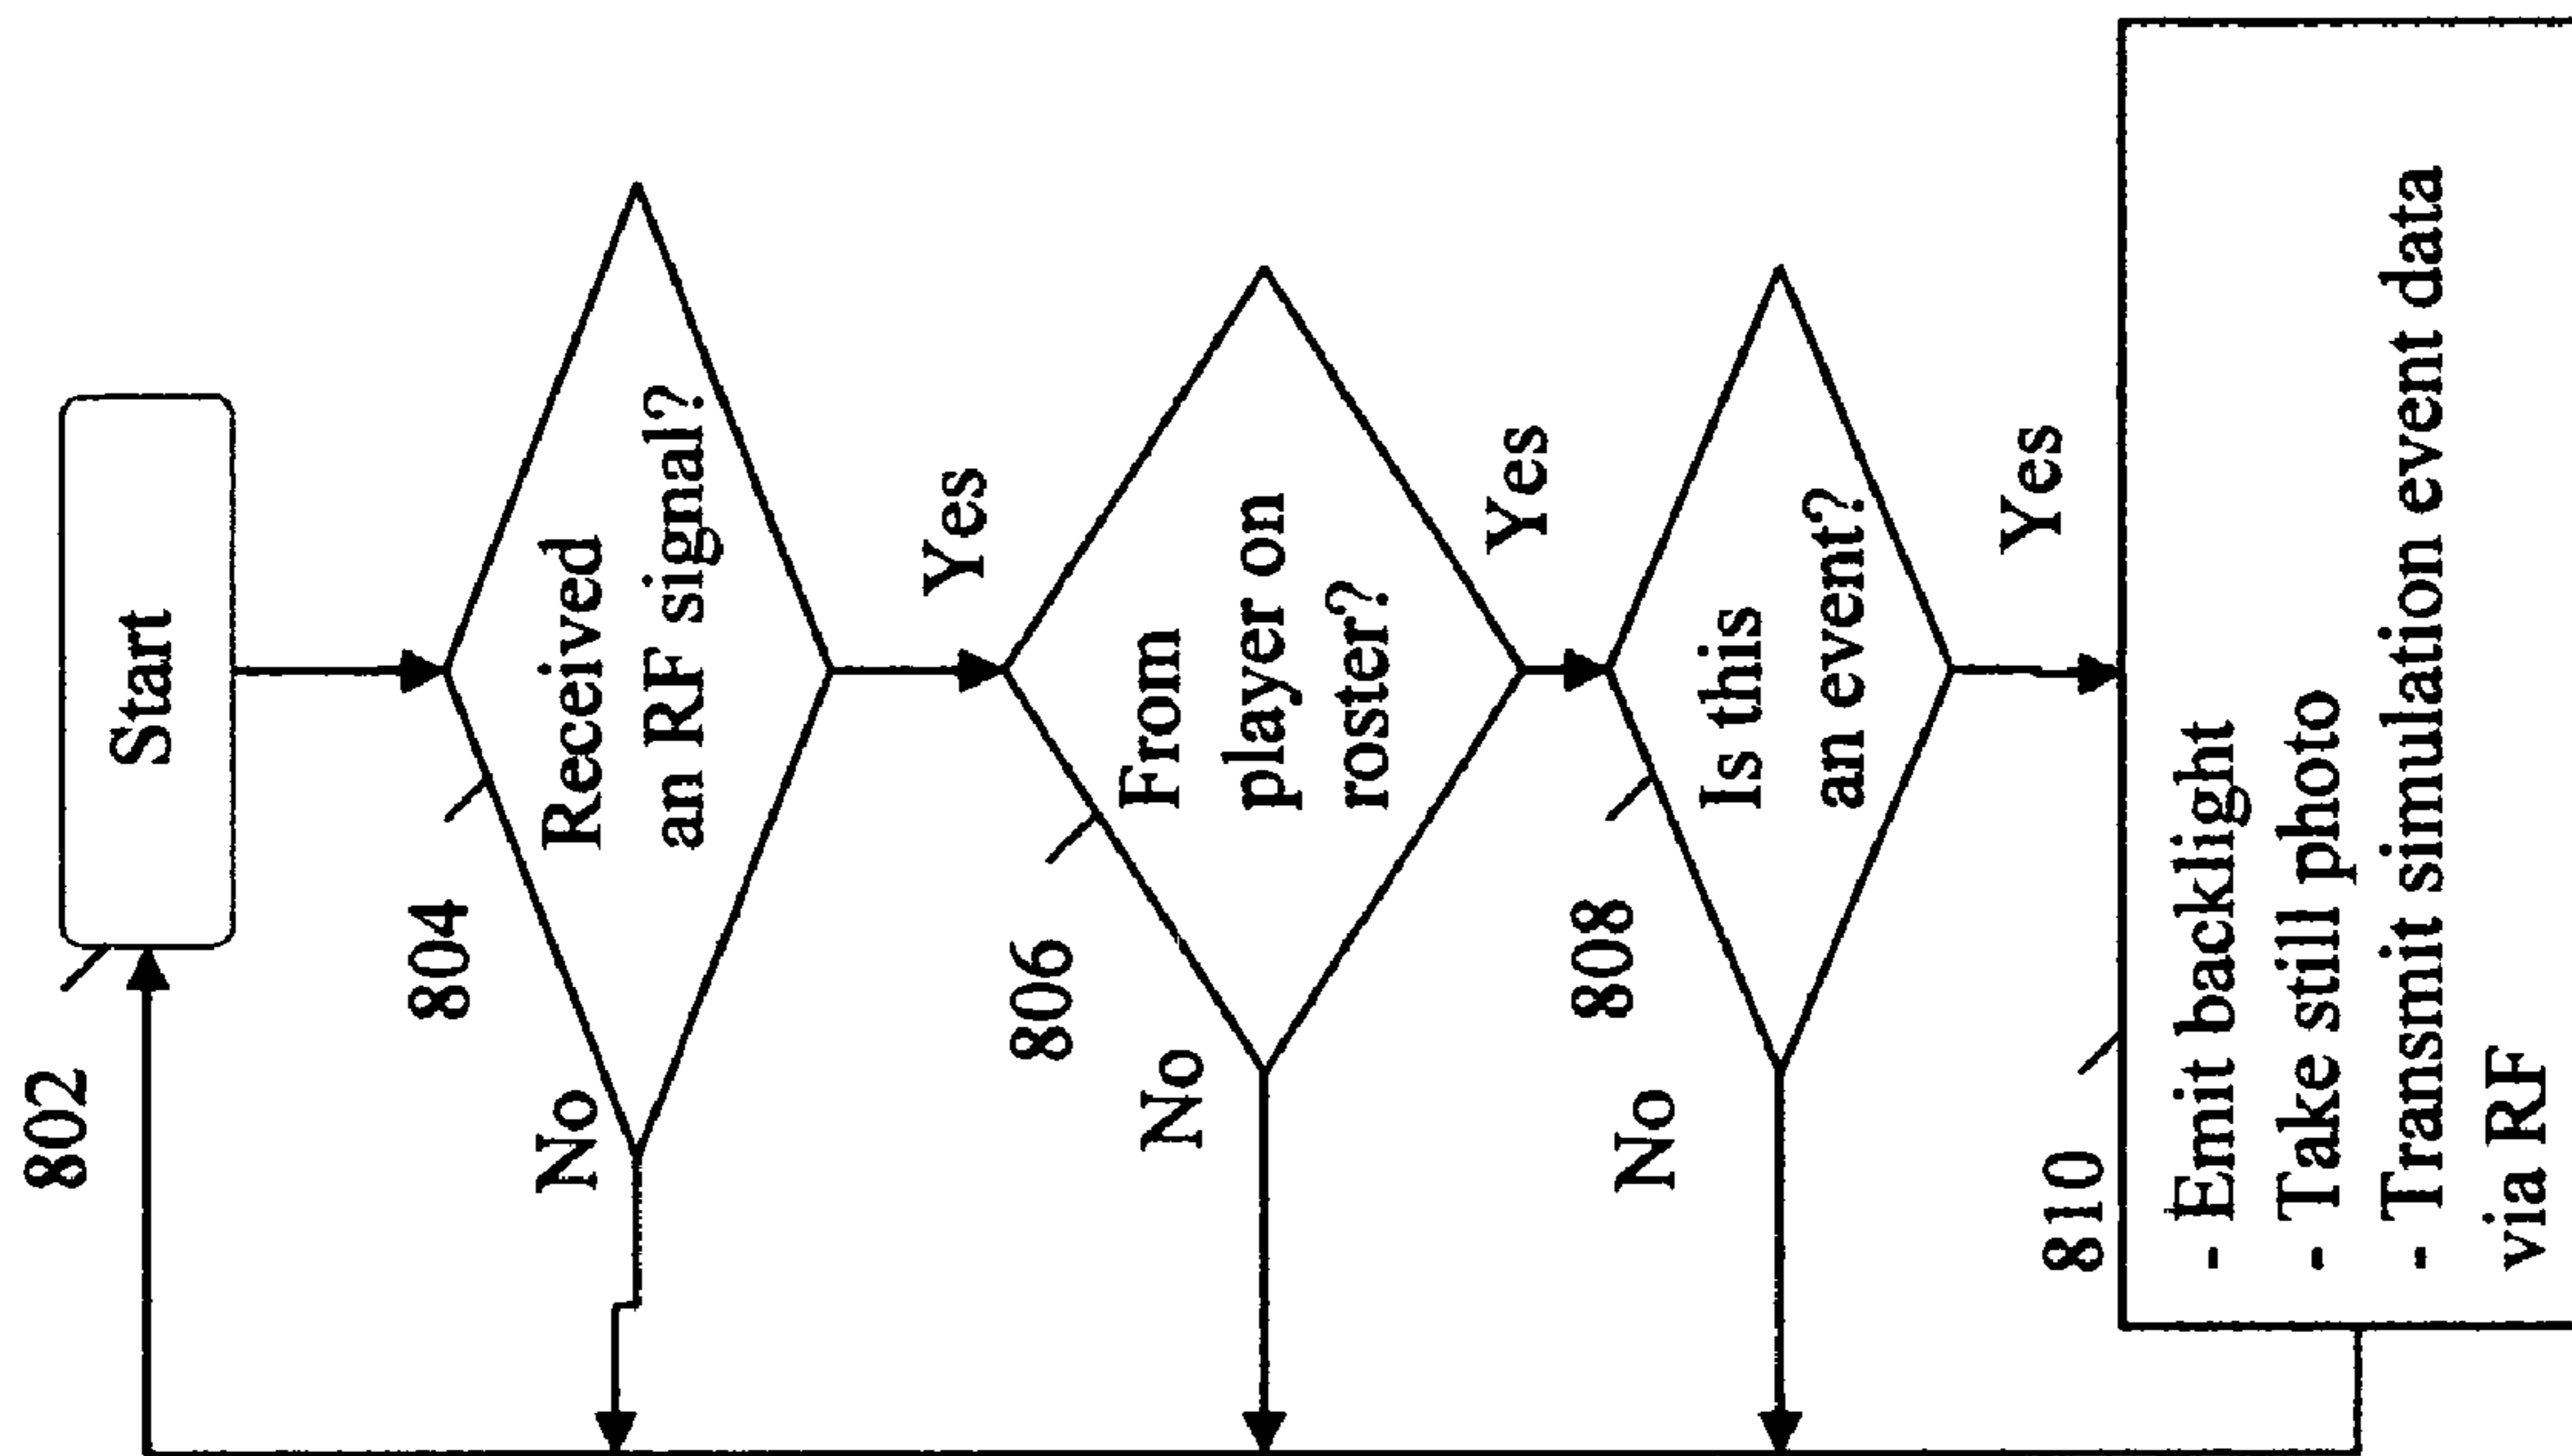 802
Start
804
Received
an RF signal?
No
Yes
806
From
player on
roster?
No
Yes
808
Is this
an event?
No
Yes
810
- Emit backlight
- Take still photo
- Transmit simulation event data
via RF